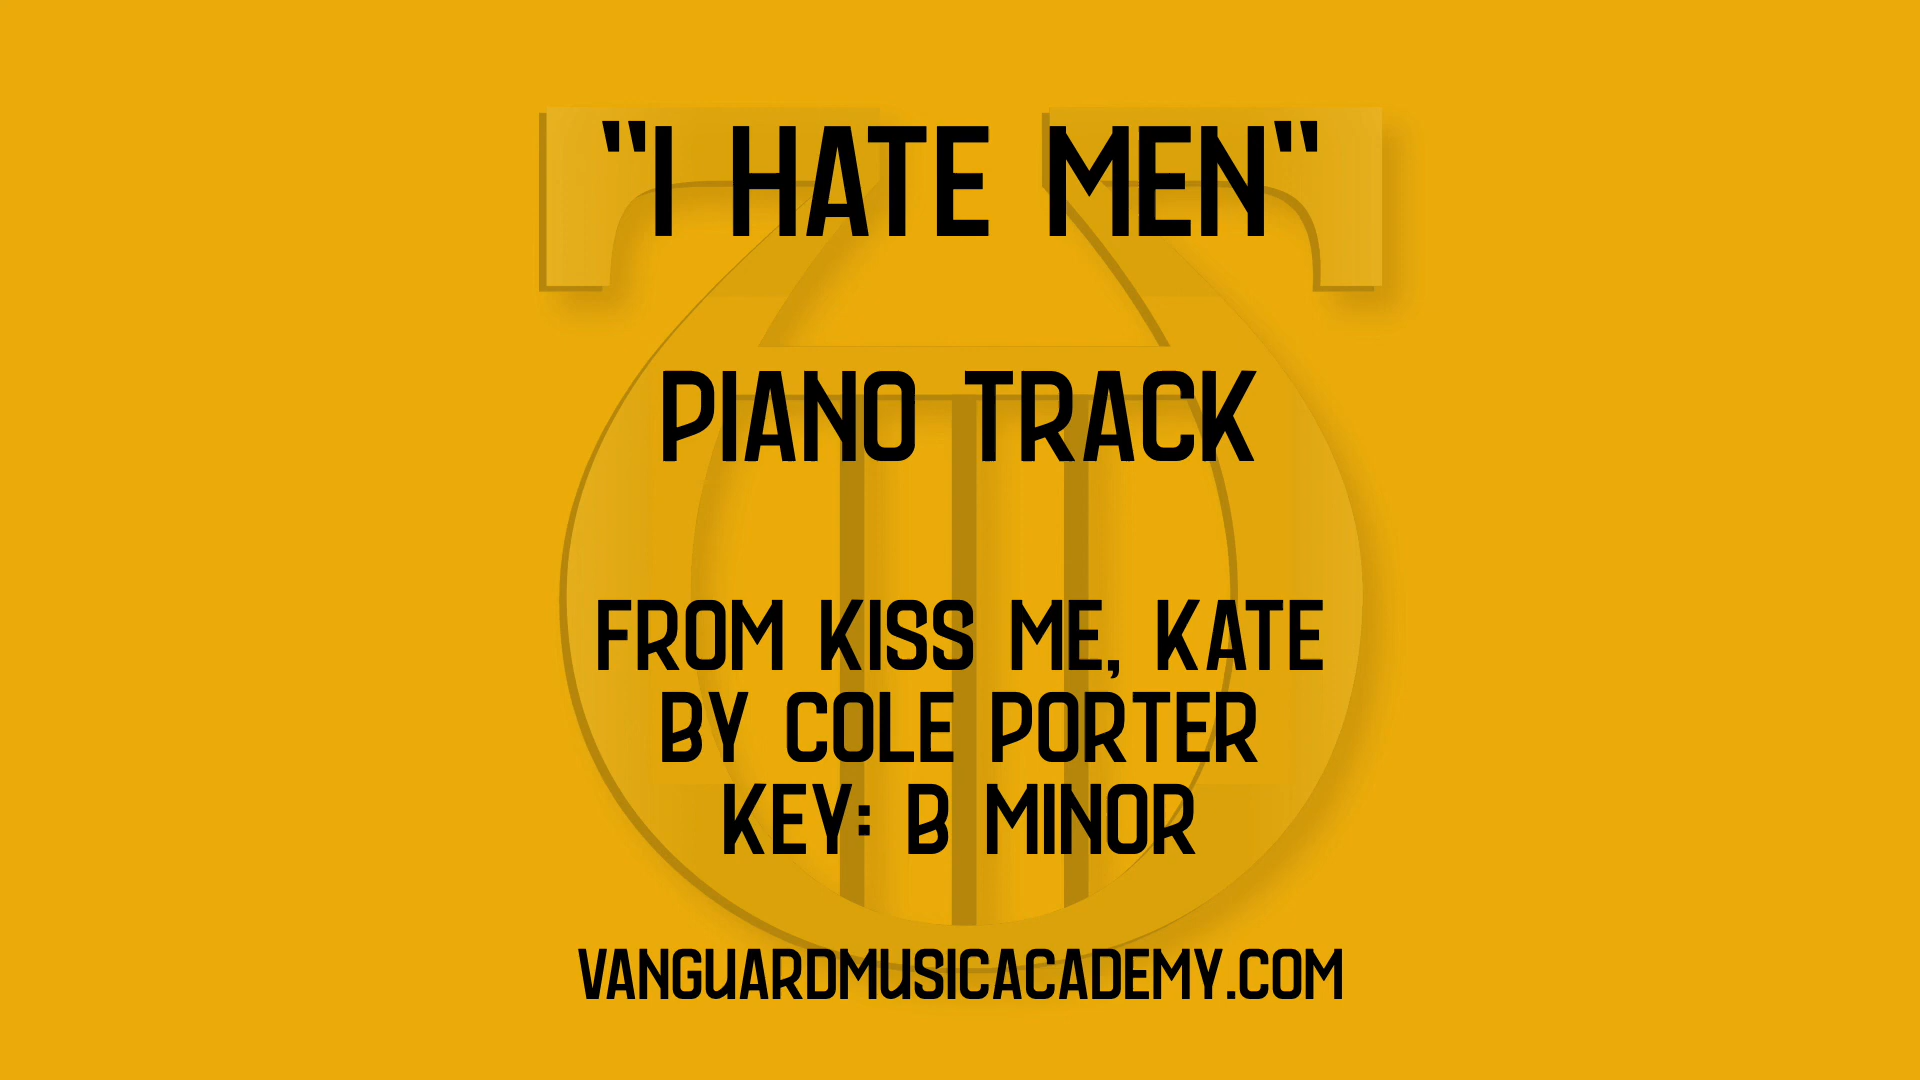 "I HATE MEN"
PIANO TRACK
FROM KISS ME, KATE
BY COLE PORTER
KEY: B MINOR
VANGUARDMUSICACADEMY.COM